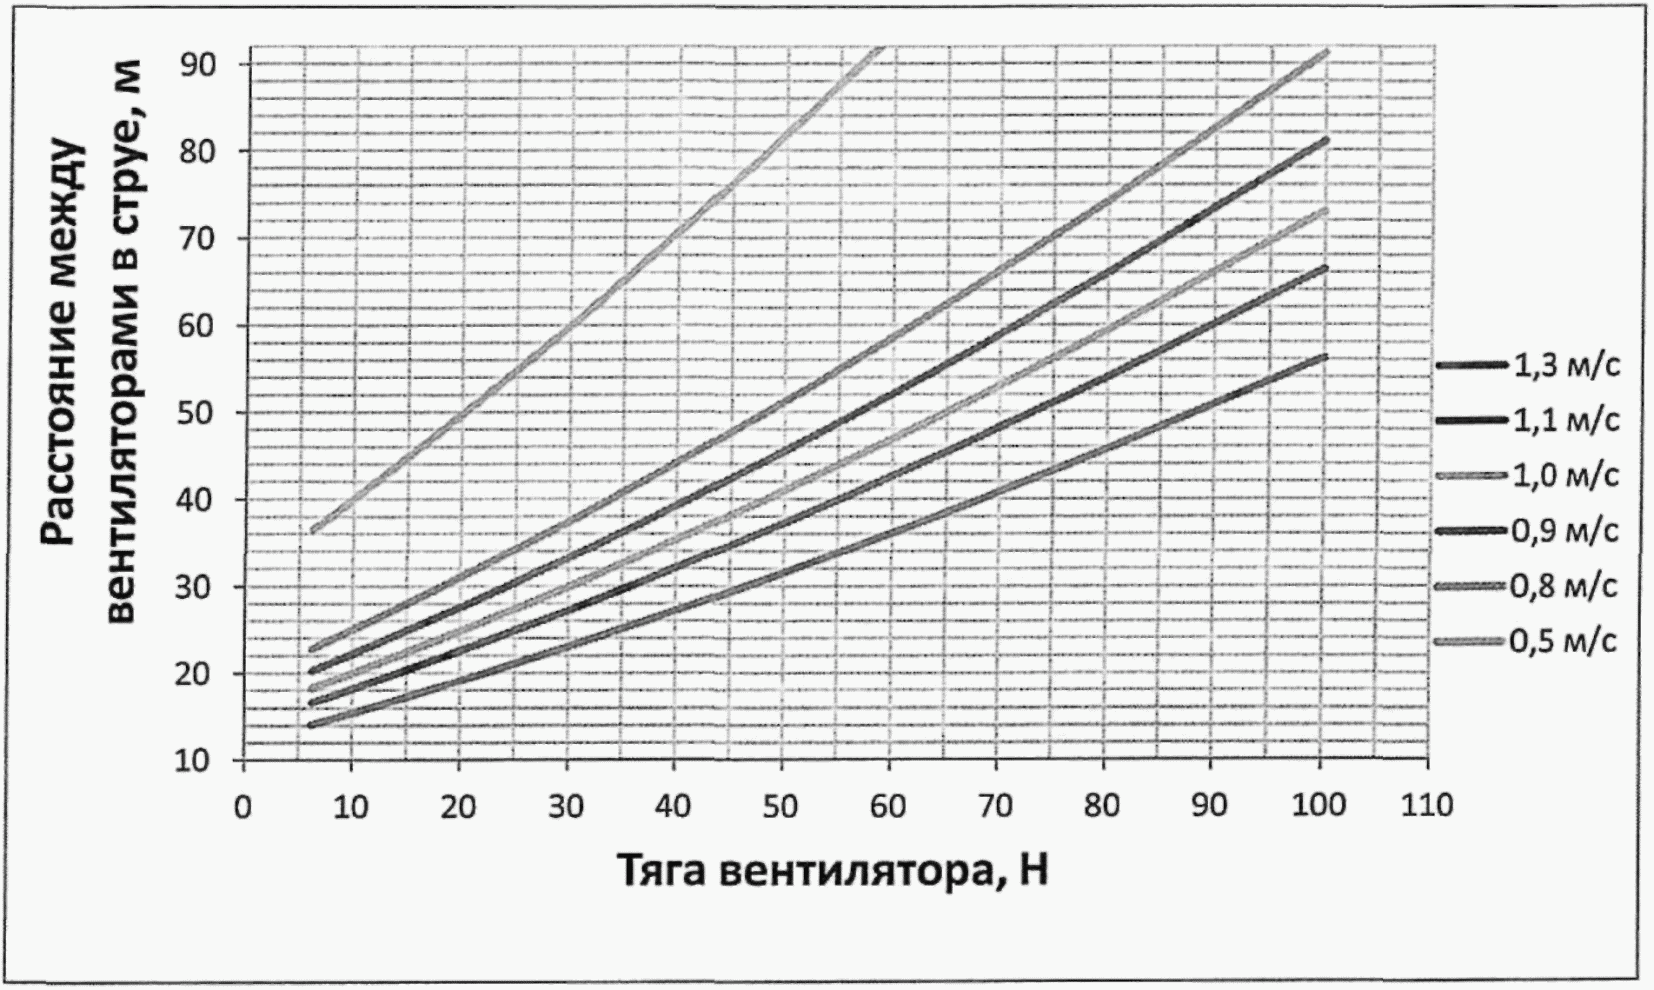 Расстояние между
вентиляторами в струе, м
90
80
70
60
50
40
30
20
10
0 10 20 30 40 50 60 70 80 90 100 110
Тяга вентилятора, Н
1,3 м/с
1,1 м/с
1,0 м/с
0,9 м/с
0,8 м/с
0,5 м/с